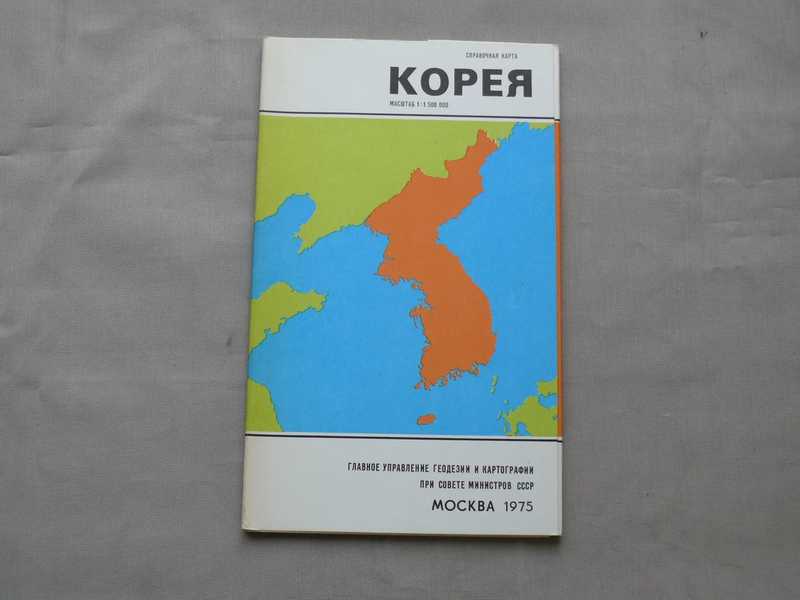 СПРАВОЧНАЯ КАРТА
КОРЕЯ
МАСШТАБ 1:1 500 000
ГЛАВНОЕ УПРАВЛЕНИЕ ГЕОДЕЗИИ И КАРТОГРАФИИ
ПРИ СОВЕТЕ МИНИСТРОВ СССР
МОСКВА 1975